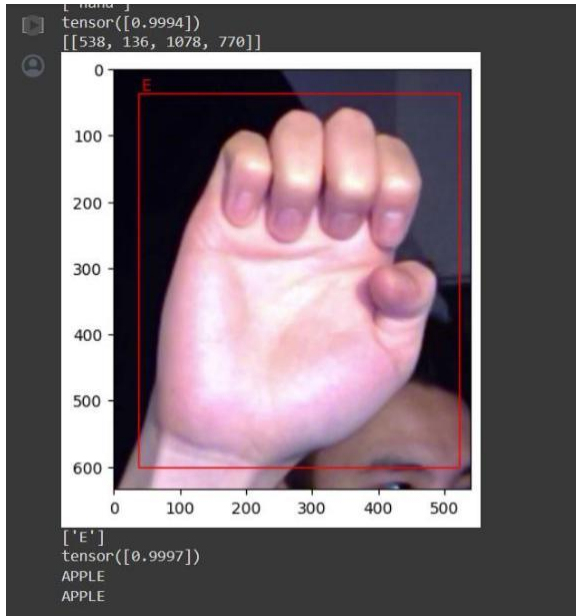 ['hand']
tensor([0.9994])
[[538, 136, 1078, 770]]
E
0
100
200
300
400
500
600
0 100 200 300 400 500
['E']
tensor([0.9997])
APPLE
APPLE